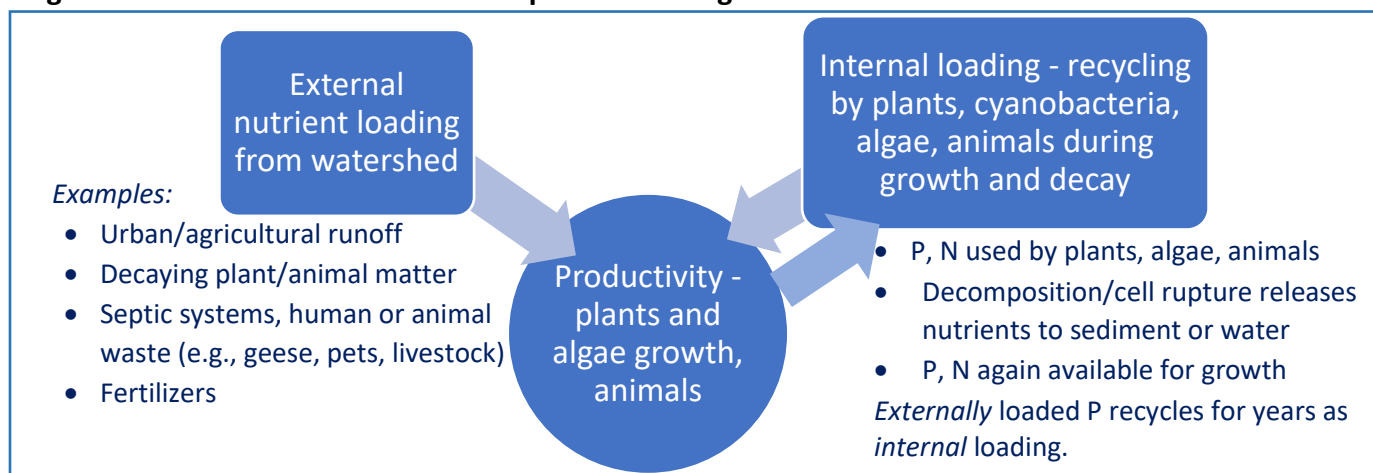 External
nutrient loading
from watershed
Examples:
• Urban/agricultural runoff
• Decaying plant/animal matter
• Septic systems, human or animal
waste (e.g., geese, pets, livestock)
• Fertilizers
Productivity -
plants and
algae growth,
animals
Internal loading - recycling
by plants, cyanobacteria,
algae, animals during
growth and decay
• P, N used by plants, algae, animals
• Decomposition/cell rupture releases
nutrients to sediment or water
• P, N again available for growth
Externally loaded P recycles for years as
internal loading.